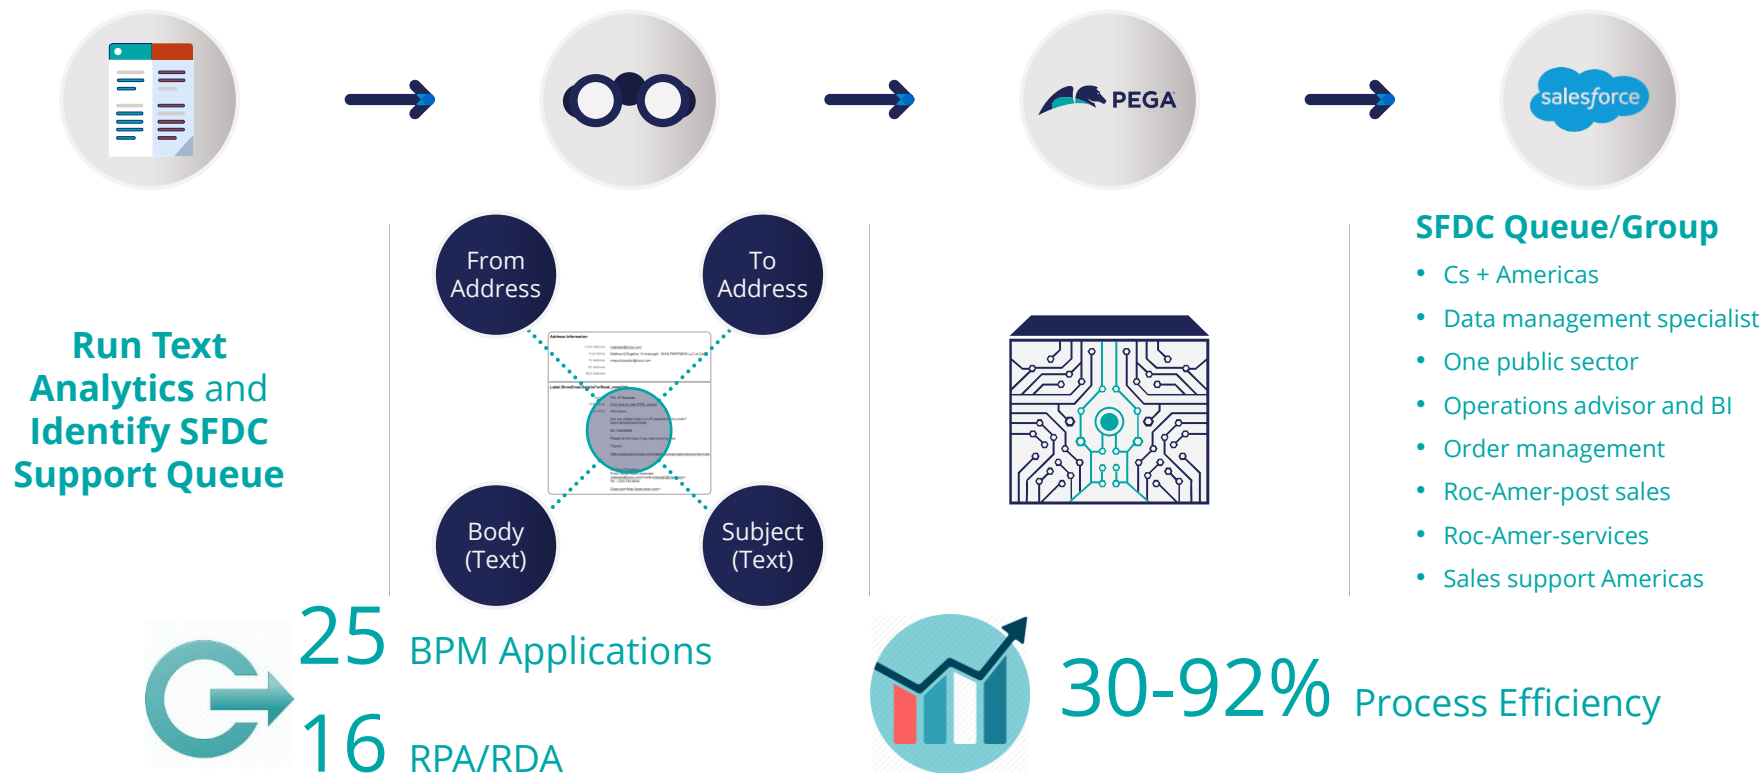 PEGA
salesforce
Run Text
Analytics and
Identify SFDC
Support Queue
From
Address
To
Address
Address Information
Body
(Text)
Subject
(Text)
SFDC Queue/Group
• Cs + Americas
• Data management specialist
• One public sector
• Operations advisor and BI
• Order management
• Roc-Amer-post sales
• Roc-Amer-services
• Sales support Americas
25 BPM Applications
16 RPA/RDA
30-92% Process Efficiency